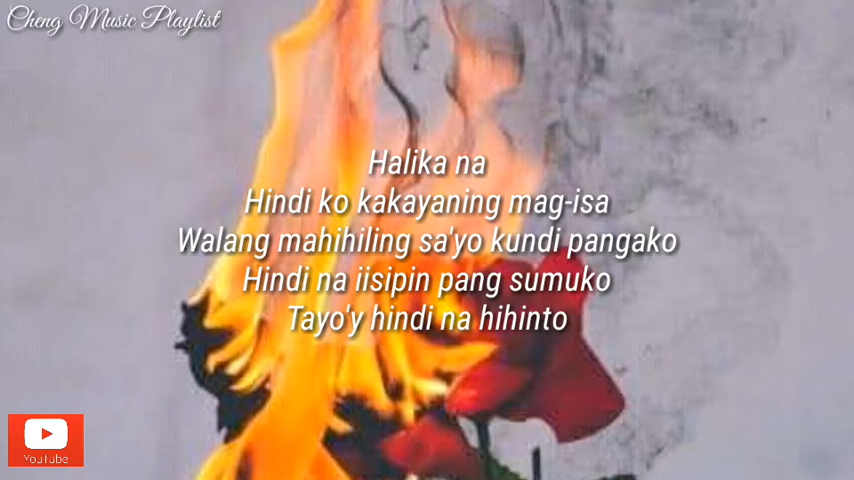 Cheng Music Playlist
Halika na
Hindi ko kakayaning mag-isa
Walang mahihiling sa'yo kundi pangako
Hindi na iisipin pang sumuko
Tayo'y hindi na hihinto
YouTube